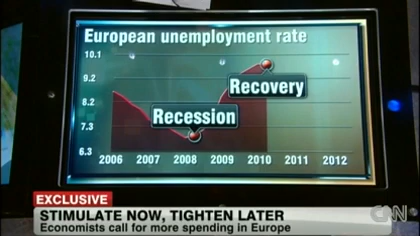 European unemployment rate
10.1
9.2
8.2
7.3
6.3
Recession
Recovery
2006 2007 2008 2009 2010 2011 2012
EXCLUSIVE
STIMULATE NOW, TIGHTEN LATER
Economists call for more spending in Europe
CNN